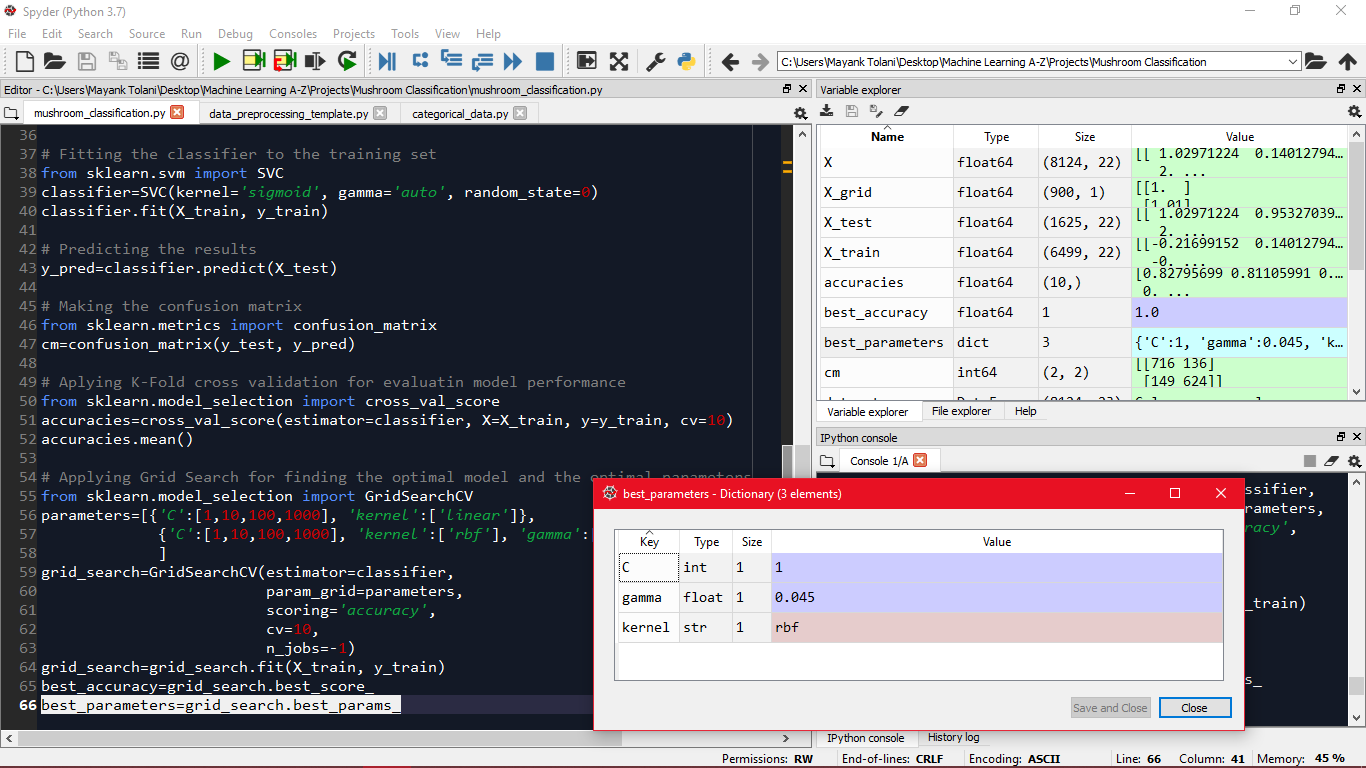 Spyder (Python 3.7)
File Edit Search Source Run Debug Consoles Projects Tools View Help
C:\Users\Mayank Tolani\Desktop\Machine Learning A-Z\Projects\Mushroom Classification
Editor - C:\Users\Mayank Tolani\Desktop\Machine Learning A-Z\Projects\Mushroom Classification\mushroom_classification.py
mushroom_classification.py data_preprocessing_template.py categorical_data.py
36
37 # Fitting the classifier to the training set
38 from sklearn.svm import SVC
39 classifier=SVC(kernel='sigmoid', gamma='auto', random_state=0)
40 classifier.fit(X_train, y_train)
41
42 # Predicting the results
43 y_pred=classifier.predict(X_test)
44
45 # Making the confusion matrix
46 from sklearn.metrics import confusion_matrix
47 cm=confusion_matrix(y_test, y_pred)
48
49 # Aplying K-Fold cross validation for evaluatin model performance
50 from sklearn.model_selection import cross_val_score
51 accuracies=cross_val_score(estimator=classifier, X=X_train, y=y_train, cv=10)
52 accuracies.mean()
53
54 # Applying Grid Search for finding the optimal model and the optimal parameters
55 from sklearn.model_selection import GridSearchCV
56 parameters=[{'C':[1,10,100,1000], 'kernel':['linear']},
57 {'C':[1,10,100,1000], 'kernel':['rbf'], 'gamma':[
58 ]
59 grid_search=GridSearchCV(estimator=classifier,
60 param_grid=parameters,
61 scoring='accuracy',
62 cv=10,
63 n_jobs=-1)
64 grid_search=grid_search.fit(X_train, y_train)
65 best_accuracy=grid_search.best_score_
66 best_parameters=grid_search.best_params_
Variable explorer
Name Type Size Value
X float64 (8124, 22) [[ 1.02971224 0.14012794...
2. ...
X_grid float64 (900, 1) [[1. ]
[1.01]
X_test float64 (1625, 22) [[ 1.02971224 0.95327039...
2. ...
X_train float64 (6499, 22) [[-0.21699152 0.14012794...
-0. ...
accuracies float64 (10,) [0.82795699 0.81105991 0....
0. ...
best_accuracy float64 1 1.0
best_parameters dict 3 {'C':1, 'gamma':0.045, 'k...
cm int64 (2, 2) [[716 136]
[149 624]]
Variable explorer File explorer Help
IPython console
Console 1/A
ssifier,
rameters,
racy',
_train)
s_
best_parameters - Dictionary (3 elements)
Key Type Size Value
C int 1 1
gamma float 1 0.045
kernel str 1 rbf
Save and Close Close
IPython console History log
Permissions: RW End-of-lines: CRLF Encoding: ASCII Line: 66 Column: 41 Memory: 45 %